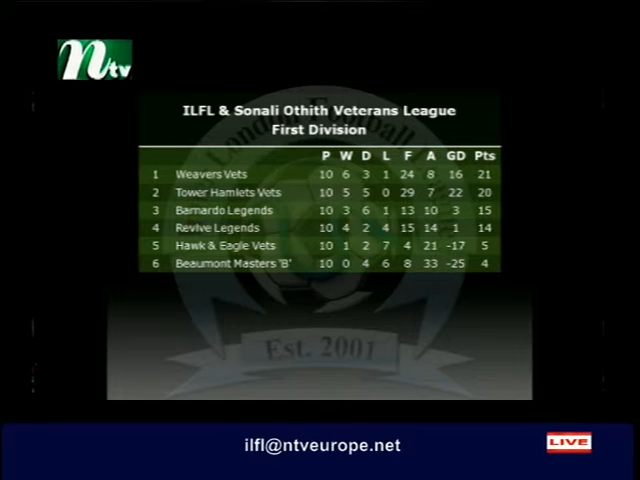 ntv
ILFL & Sonali Othith Veterans League
First Division
P W D L F A GD Pts
1 Weavers Vets 10 6 3 1 24 8 16 21
2 Tower Hamlets Vets 10 5 5 0 29 7 22 20
3 Barnardo Legends 10 3 6 1 13 10 3 15
4 Revive Legends 10 4 2 4 15 14 1 14
5 Hawk & Eagle Vets 10 1 2 7 4 21 -17 5
6 Beaumont Masters 'B' 10 0 4 6 8 33 -25 4
Est. 2001
ilfl@ntveurope.net
LIVE